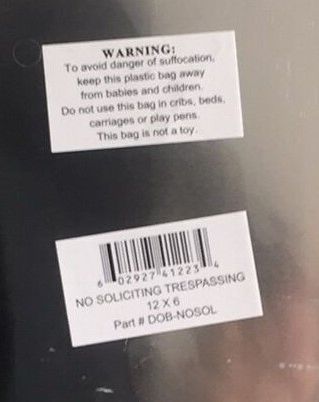 WARNING:
To avoid danger of suffocation,
keep this plastic bag away
from babies and children.
Do not use this bag in cribs, beds,
carriages or play pens.
This bag is not a toy.
6 02927 41223 4
NO SOLICITING TRESPASSING
12 X 6
Part # DOB-NOSOL